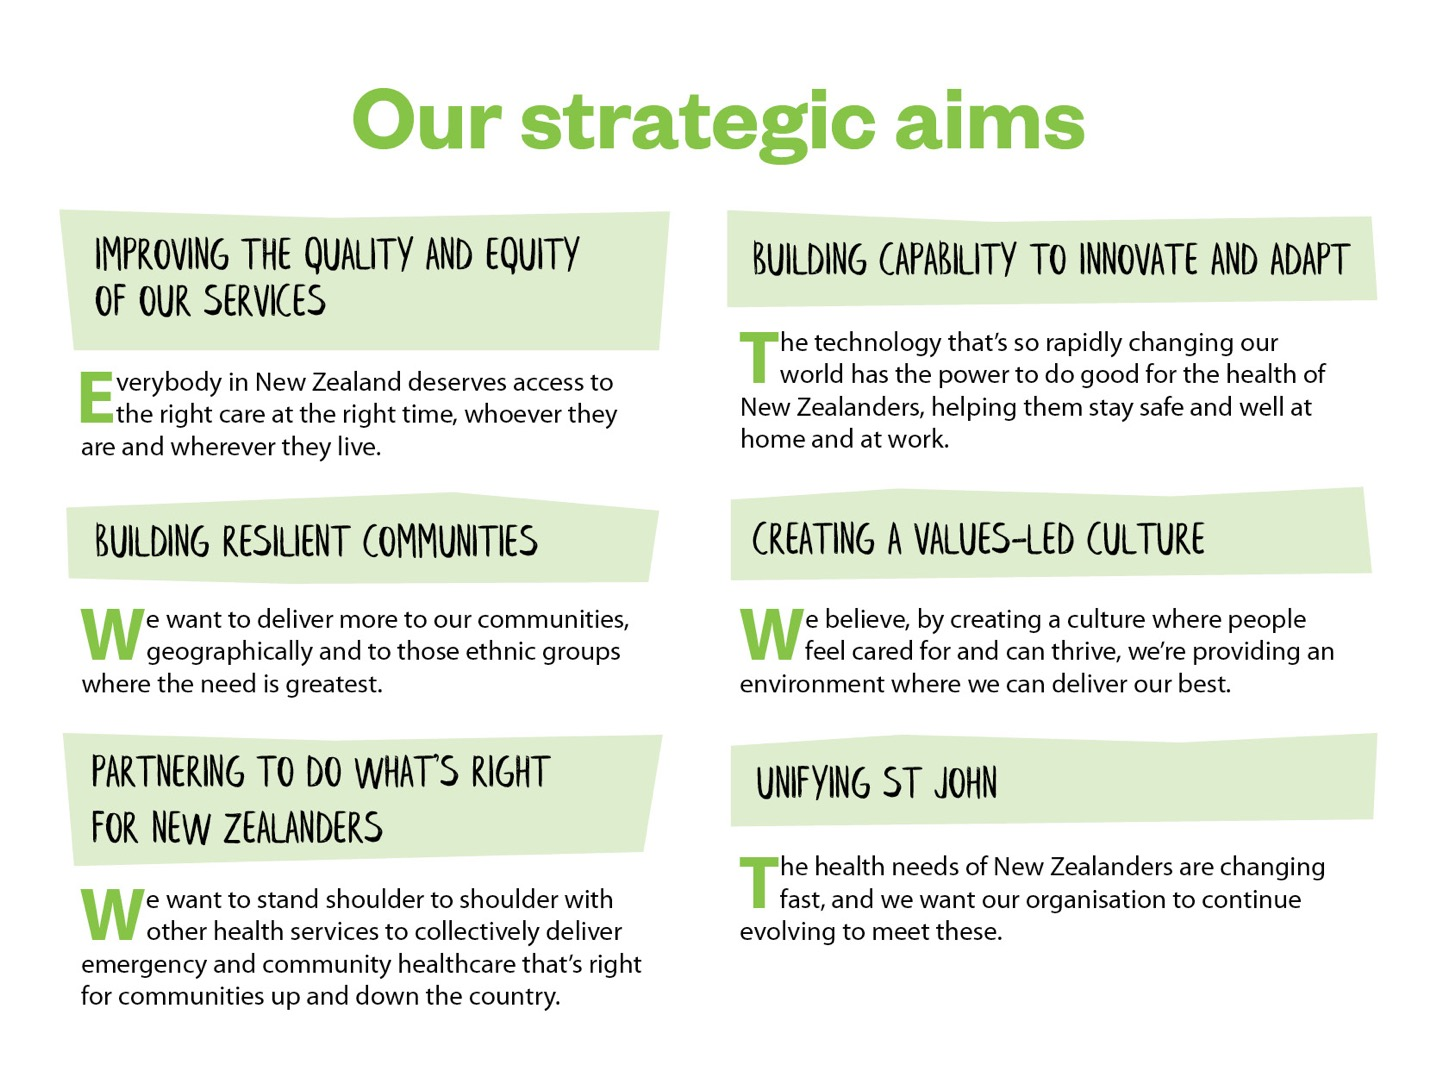 Our strategic aims
IMPROVING THE QUALITY AND EQUITY
OF OUR SERVICES
Everybody in New Zealand deserves access to
the right care at the right time, whoever they
are and wherever they live.
BUILDING RESILIENT COMMUNITIES
We want to deliver more to our communities,
geographically and to those ethnic groups
where the need is greatest.
PARTNERING TO DO WHAT'S RIGHT
FOR NEW ZEALANDERS
We want to stand shoulder to shoulder with
other health services to collectively deliver
emergency and community healthcare that’s right
for communities up and down the country.
BUILDING CAPABILITY TO INNOVATE AND ADAPT
The technology that’s so rapidly changing our
world has the power to do good for the health of
New Zealanders, helping them stay safe and well at
home and at work.
CREATING A VALUES-LED CULTURE
We believe, by creating a culture where people
feel cared for and can thrive, we’re providing an
environment where we can deliver our best.
UNIFYING ST JOHN
The health needs of New Zealanders are changing
fast, and we want our organisation to continue
evolving to meet these.